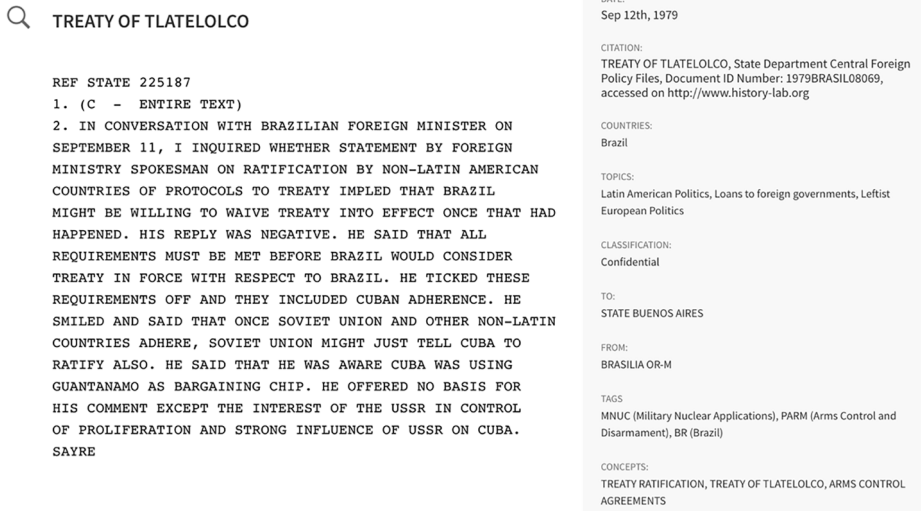 TREATY OF TLATELOLCO
REF STATE 225187
1. (C  -  ENTIRE TEXT)
2. IN CONVERSATION WITH BRAZILIAN FOREIGN MINISTER ON
SEPTEMBER 11, I INQUIRED WHETHER STATEMENT BY FOREIGN
MINISTRY SPOKESMAN ON RATIFICATION BY NON-LATIN AMERICAN
COUNTRIES OF PROTOCOLS TO TREATY IMPLED THAT BRAZIL
MIGHT BE WILLING TO WAIVE TREATY INTO EFFECT ONCE THAT HAD
HAPPENED. HIS REPLY WAS NEGATIVE. HE SAID THAT ALL
REQUIREMENTS MUST BE MET BEFORE BRAZIL WOULD CONSIDER
TREATY IN FORCE WITH RESPECT TO BRAZIL. HE TICKED THESE
REQUIREMENTS OFF AND THEY INCLUDED CUBAN ADHERENCE. HE
SMILED AND SAID THAT ONCE SOVIET UNION AND OTHER NON-LATIN
COUNTRIES ADHERE, SOVIET UNION MIGHT JUST TELL CUBA TO
RATIFY ALSO. HE SAID THAT HE WAS AWARE CUBA WAS USING
GUANTANAMO AS BARGAINING CHIP. HE OFFERED NO BASIS FOR
HIS COMMENT EXCEPT THE INTEREST OF THE USSR IN CONTROL
OF PROLIFERATION AND STRONG INFLUENCE OF USSR ON CUBA.
SAYRE
DATE:
Sep 12th, 1979
CITATION:
TREATY OF TLATELOLCO, State Department Central Foreign
Policy Files, Document ID Number: 1979BRASIL08069,
accessed on http://www.history-lab.org
COUNTRIES:
Brazil
TOPICS:
Latin American Politics, Loans to foreign governments, Leftist
European Politics
CLASSIFICATION:
Confidential
TO:
STATE BUENOS AIRES
FROM:
BRASILIA OR-M
TAGS
MNUC (Military Nuclear Applications), PARM (Arms Control and
Disarmament), BR (Brazil)
CONCEPTS:
TREATY RATIFICATION, TREATY OF TLATELOLCO, ARMS CONTROL
AGREEMENTS